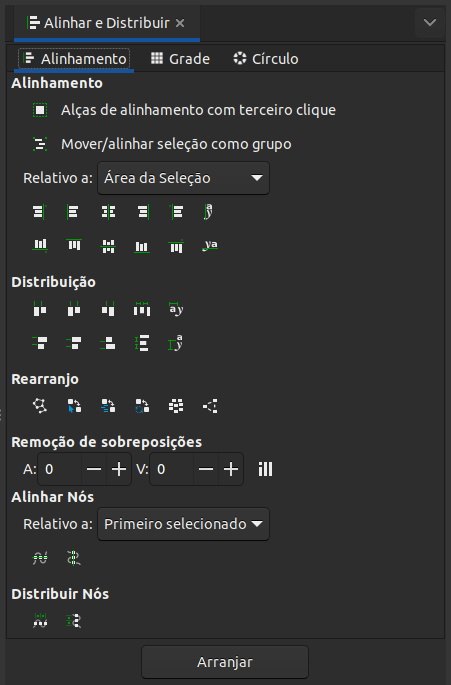 Alinhar e Distribuir
Alinhamento Grade Círculo
Alinhamento
Alças de alinhamento com terceiro clique
Mover/alinhar seleção como grupo
Relativo a: Área da Seleção
Distribuição
Rearranjo
Remoção de sobreposições
A: 0 V: 0
Alinhar Nós
Relativo a: Primeiro selecionado
Distribuir Nós
Arranjar